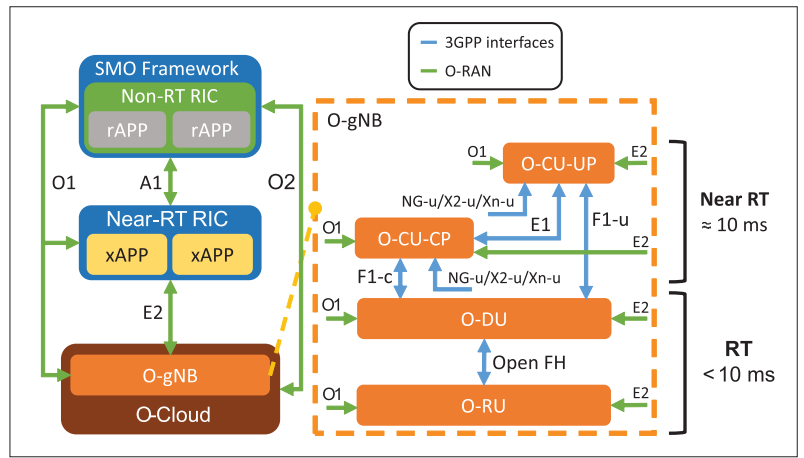 3GPP interfaces
O-RAN
SMO Framework
Non-RT RIC
rAPP
rAPP
O1
A1
O2
Near-RT RIC
xAPP
xAPP
E2
O-gNB
O-Cloud
O-gNB
O1
O-CU-UP
E2
NG-u/X2-u/Xn-u
O1
O-CU-CP
E1
F1-u
E2
F1-c
NG-u/X2-u/Xn-u
O1
O-DU
E2
Open FH
O1
O-RU
E2
Near RT
≈ 10 ms
RT
< 10 ms